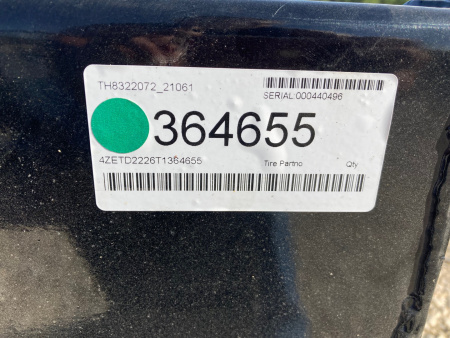 TH8322072_21061
SERIAL:000440496
364655
4ZETD2226T1364655
Tire Partno Qty